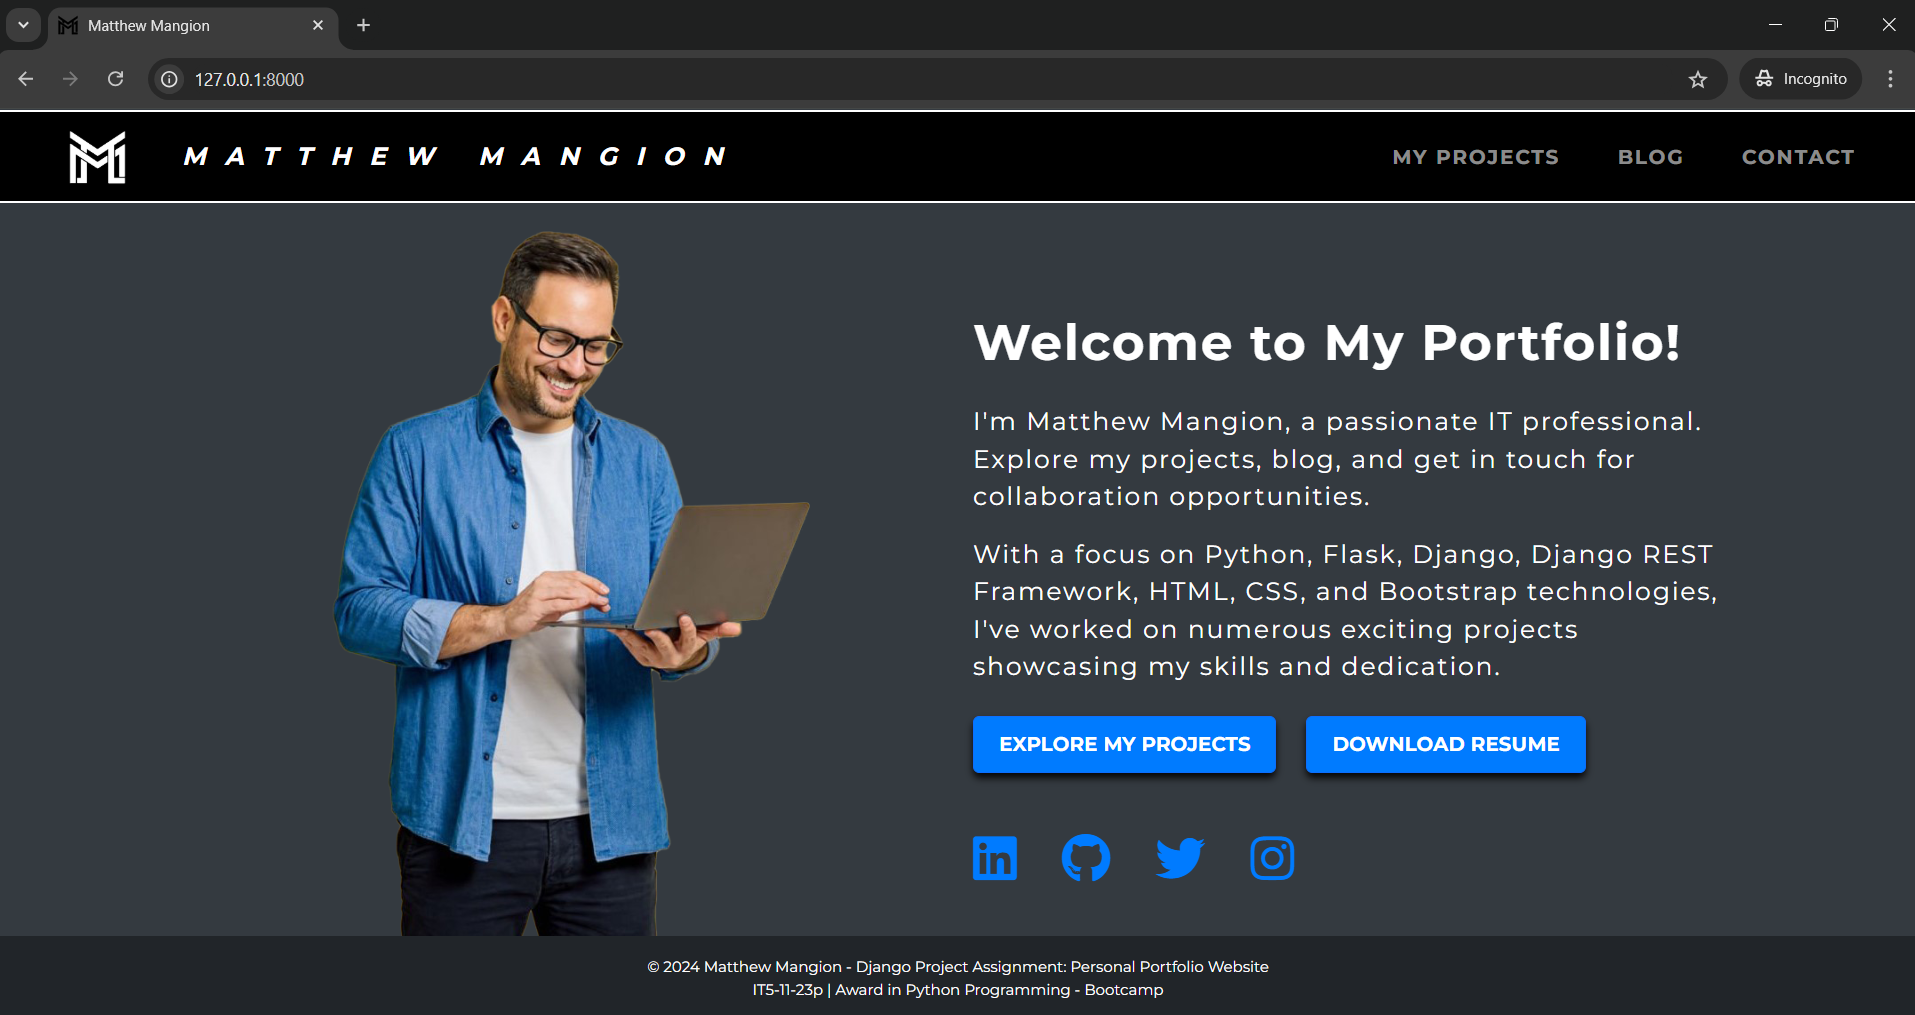 Matthew Mangion
127.0.0.1:8000
Incognito
MATTHEW MANGION
MY PROJECTS
BLOG
CONTACT
Welcome to My Portfolio!
I'm Matthew Mangion, a passionate IT professional.
Explore my projects, blog, and get in touch for
collaboration opportunities.
With a focus on Python, Flask, Django, Django REST
Framework, HTML, CSS, and Bootstrap technologies,
I've worked on numerous exciting projects
showcasing my skills and dedication.
EXPLORE MY PROJECTS
DOWNLOAD RESUME
in
© 2024 Matthew Mangion - Django Project Assignment: Personal Portfolio Website
IT5-11-23p | Award in Python Programming - Bootcamp